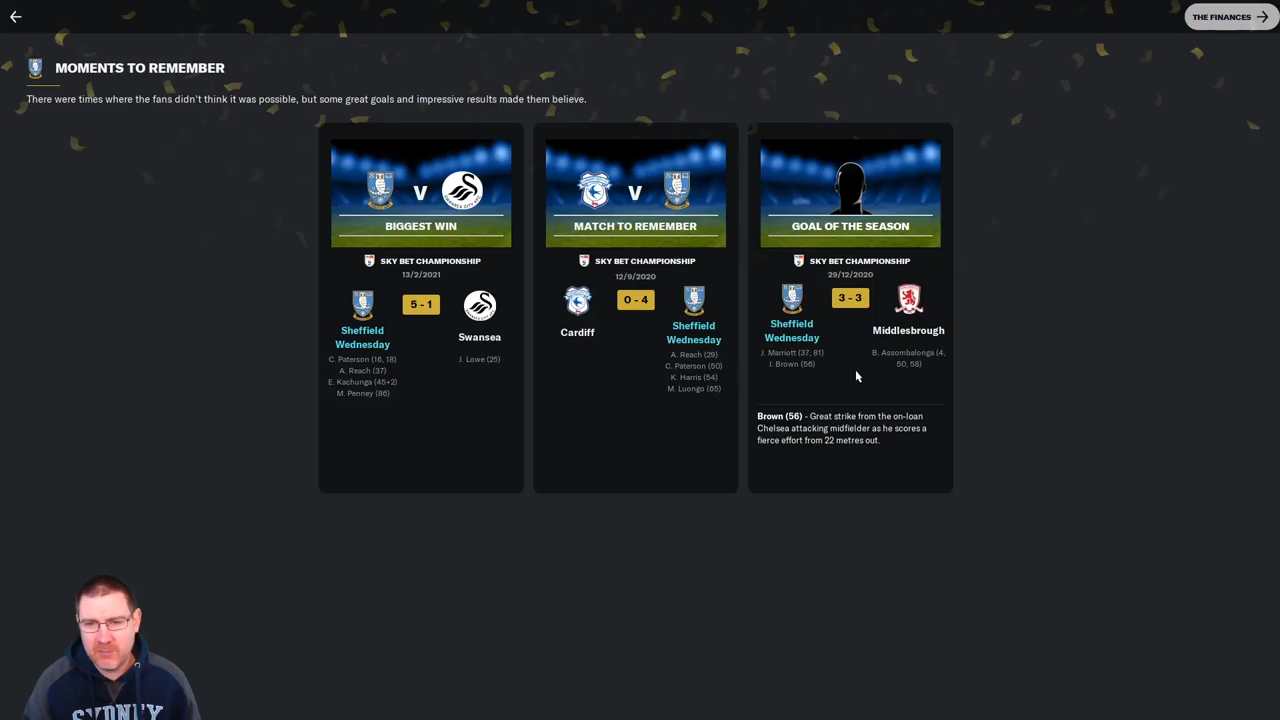 THE FINANCES
MOMENTS TO REMEMBER
There were times where the fans didn't think it was possible, but some great goals and impressive results made them believe.
V
BIGGEST WIN
SKY BET CHAMPIONSHIP
13/2/2021
5 - 1
Sheffield
Wednesday
Swansea
C. Paterson (16, 18)
A. Reach (37)
E. Kachunga (45+2)
M. Penney (86)
J. Lowe (25)
V
MATCH TO REMEMBER
SKY BET CHAMPIONSHIP
12/9/2020
0 - 4
Cardiff
Sheffield
Wednesday
A. Reach (29)
C. Paterson (50)
K. Harris (54)
M. Luongo (65)
GOAL OF THE SEASON
SKY BET CHAMPIONSHIP
29/12/2020
3 - 3
Sheffield
Wednesday
Middlesbrough
J. Marriott (37, 81)
I. Brown (56)
B. Assombalonga (4,
50, 58)
Brown (56) - Great strike from the on-loan
Chelsea attacking midfielder as he scores a
fierce effort from 22 metres out.
SYDNEY